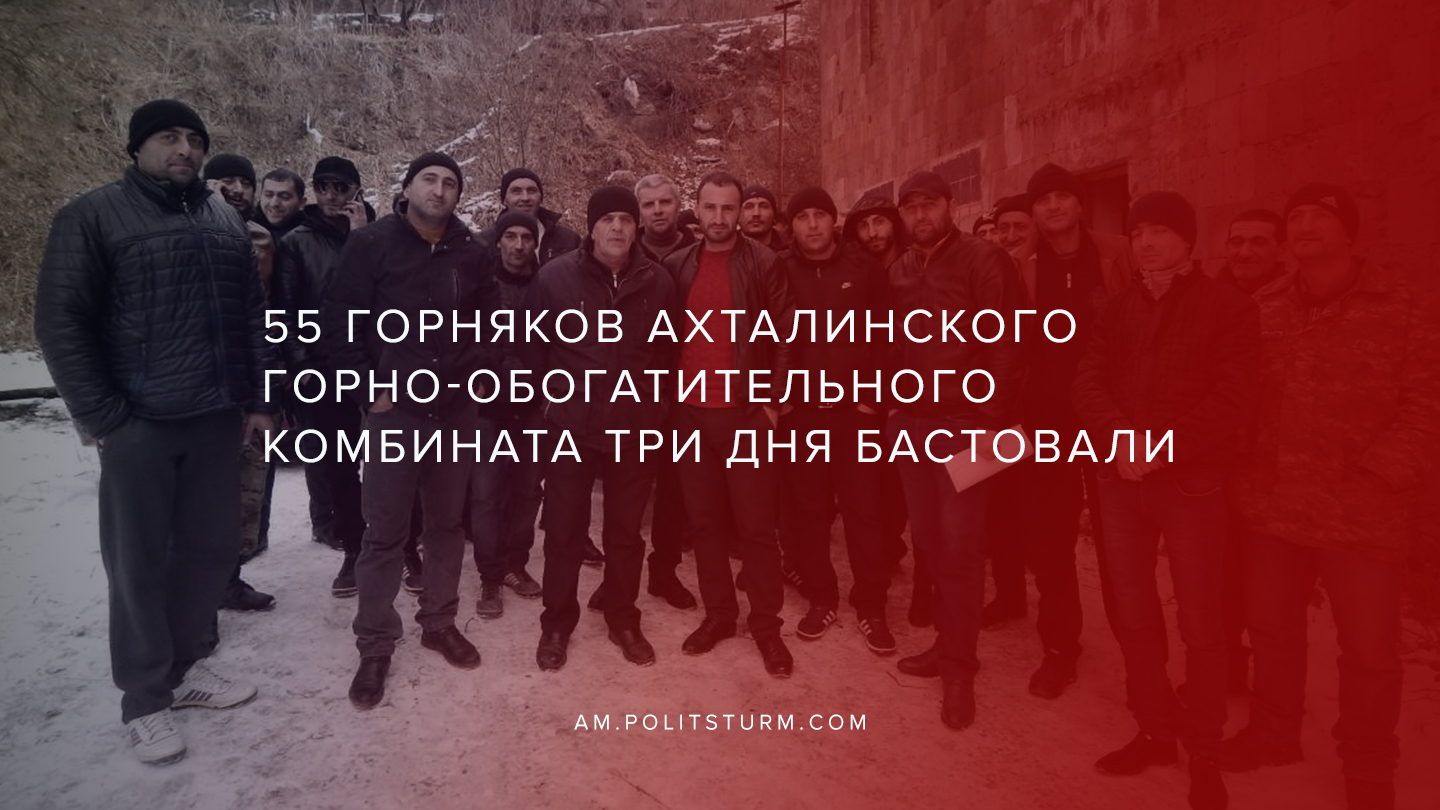 55 ГОРНЯКОВ АХТАЛИНСКОГО
ГОРНО-ОБОГАТИТЕЛЬНОГО
КОМБИНАТА ТРИ ДНЯ БАСТОВАЛИ
AM.POLITSTURM.COM